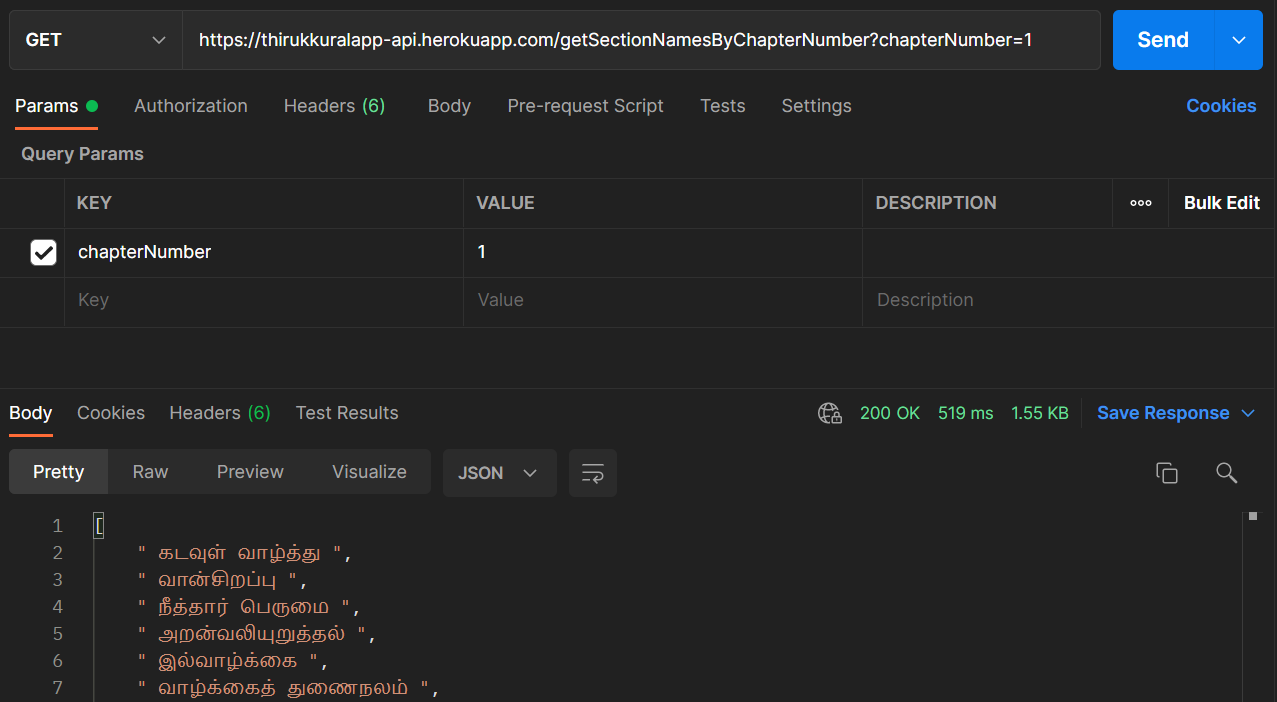 GET https://thirukkuralapp-api.herokuapp.com/getSectionNamesByChapterNumber?chapterNumber=1 Send
Params Authorization Headers (6) Body Pre-request Script Tests Settings Cookies
Query Params
KEY VALUE DESCRIPTION Bulk Edit
chapterNumber 1
Key Value Description
Body Cookies Headers (6) Test Results 200 OK 519 ms 1.55 KB Save Response
Pretty Raw Preview Visualize JSON
1 [
2 " கடவுள் வாழ்த்து ",
3 " வான்சிறப்பு ",
4 " நீத்தார் பெருமை ",
5 " அறன்வலியுறுத்தல் ",
6 " இல்வாழ்க்கை ",
7 " வாழ்க்கைத் துணைநலம் ",